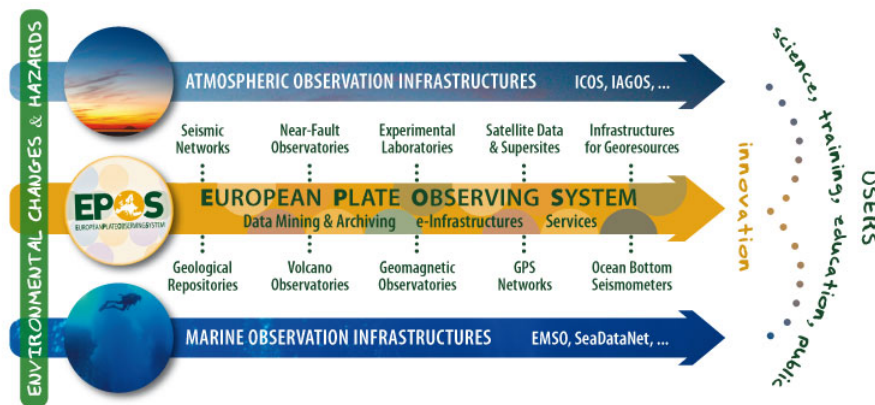 ENVIRONMENTAL CHANGES & HAZARDS
ATMOSPHERIC OBSERVATION INFRASTRUCTURES ICOS, IAGOS, ...
Seismic Networks
Near-Fault Observatories
Experimental Laboratories
Satellite Data & Supersites
Infrastructures for Georesources
EPOS
EUROPEAN PLATE OBSERVING SYSTEM
EUROPEAN PLATE OBSERVING SYSTEM
Data Mining & Archiving e-Infrastructures Services
Geological Repositories
Volcano Observatories
Geomagnetic Observatories
GPS Networks
Ocean Bottom Seismometers
MARINE OBSERVATION INFRASTRUCTURES EMSO, SeaDataNet, ...
innovation
science, training, education, public
USERS